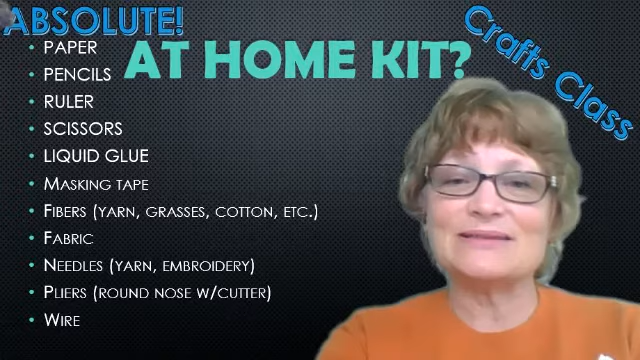 ABSOLUTE!
AT HOME KIT?
Crafts Class
• PAPER
• PENCILS
• RULER
• SCISSORS
• LIQUID GLUE
• MASKING TAPE
• FIBERS (YARN, GRASSES, COTTON, ETC.)
• FABRIC
• NEEDLES (YARN, EMBROIDERY)
• PLIERS (ROUND NOSE W/CUTTER)
• WIRE